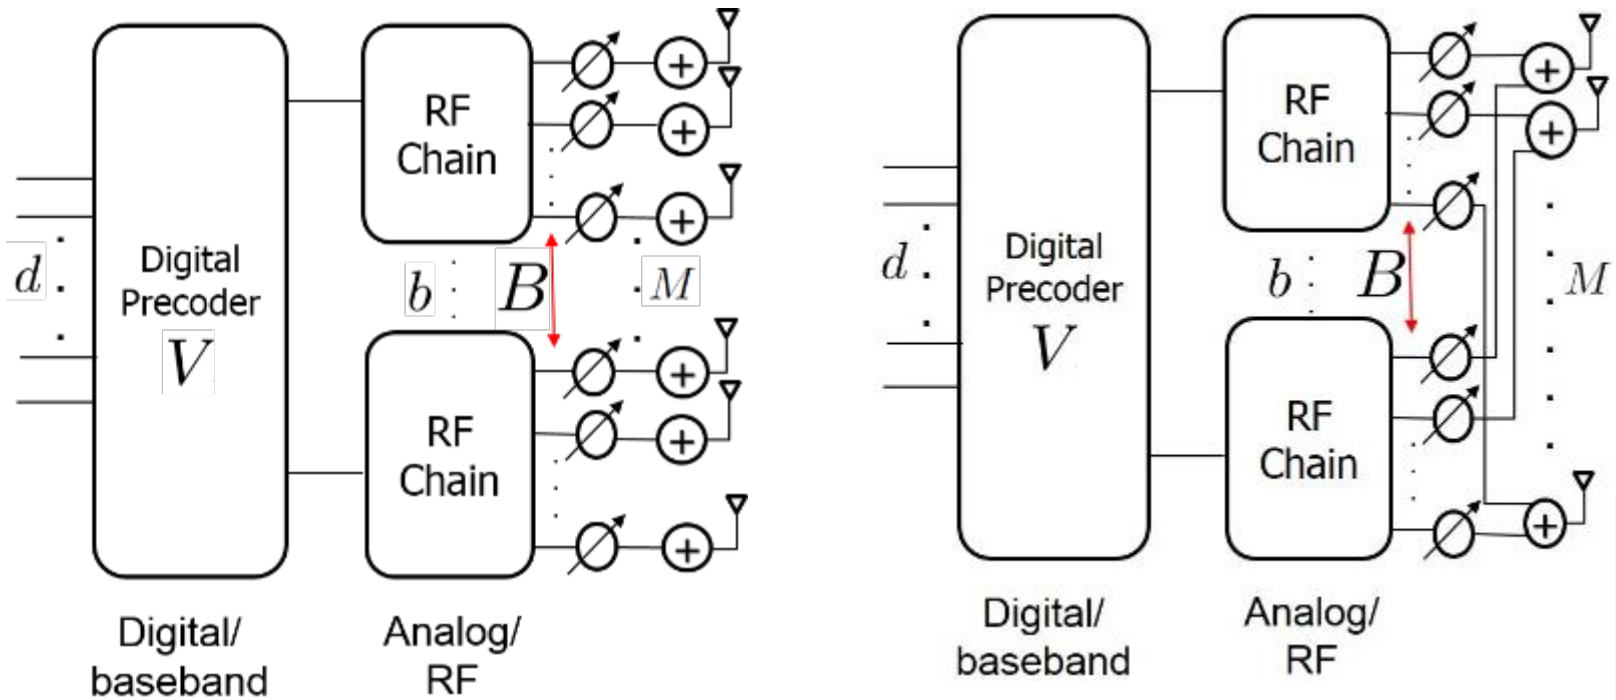 d
Digital
Precoder
V
RF
Chain
b
B
M
RF
Chain
Digital/
baseband
Analog/
RF
d
Digital
Precoder
V
RF
Chain
b
B
M
RF
Chain
Digital/
baseband
Analog/
RF